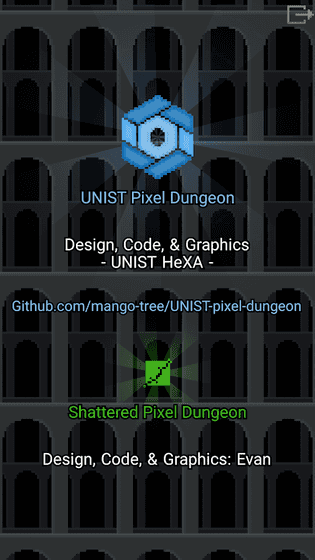 UNIST Pixel Dungeon
Design, Code, & Graphics
- UNIST HeXA -
Github.com/mango-tree/UNIST-pixel-dungeon
Shattered Pixel Dungeon
Design, Code, & Graphics: Evan